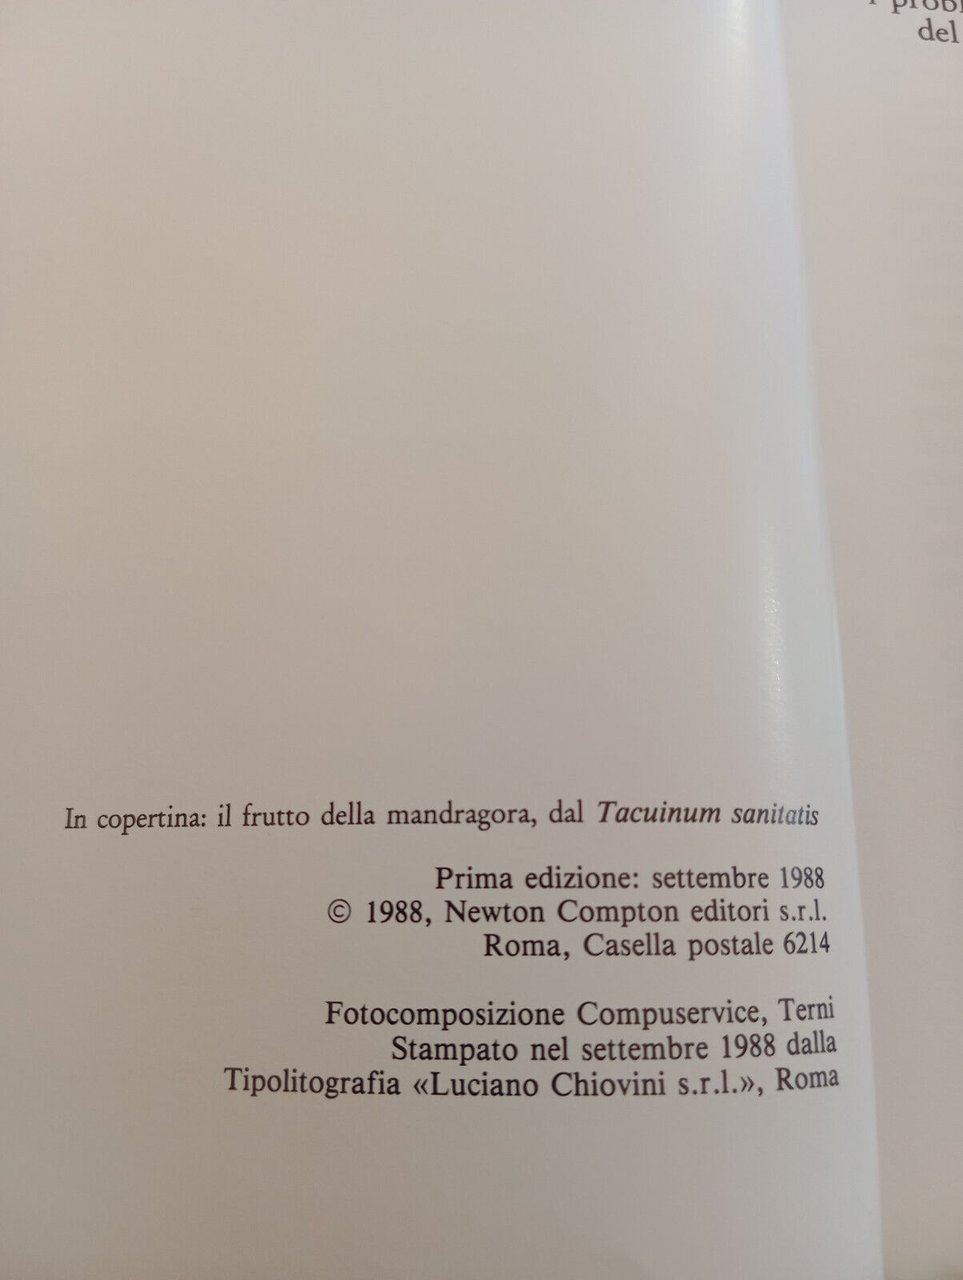 del
In copertina: il frutto della mandragora, dal Tacuinum sanitatis
Prima edizione: settembre 1988
© 1988, Newton Compton editori s.r.l.
Roma, Casella postale 6214
Fotocomposizione Compuservice, Terni
Stampato nel settembre 1988 dalla
Tipolitografia «Luciano Chiovini s.r.l.», Roma